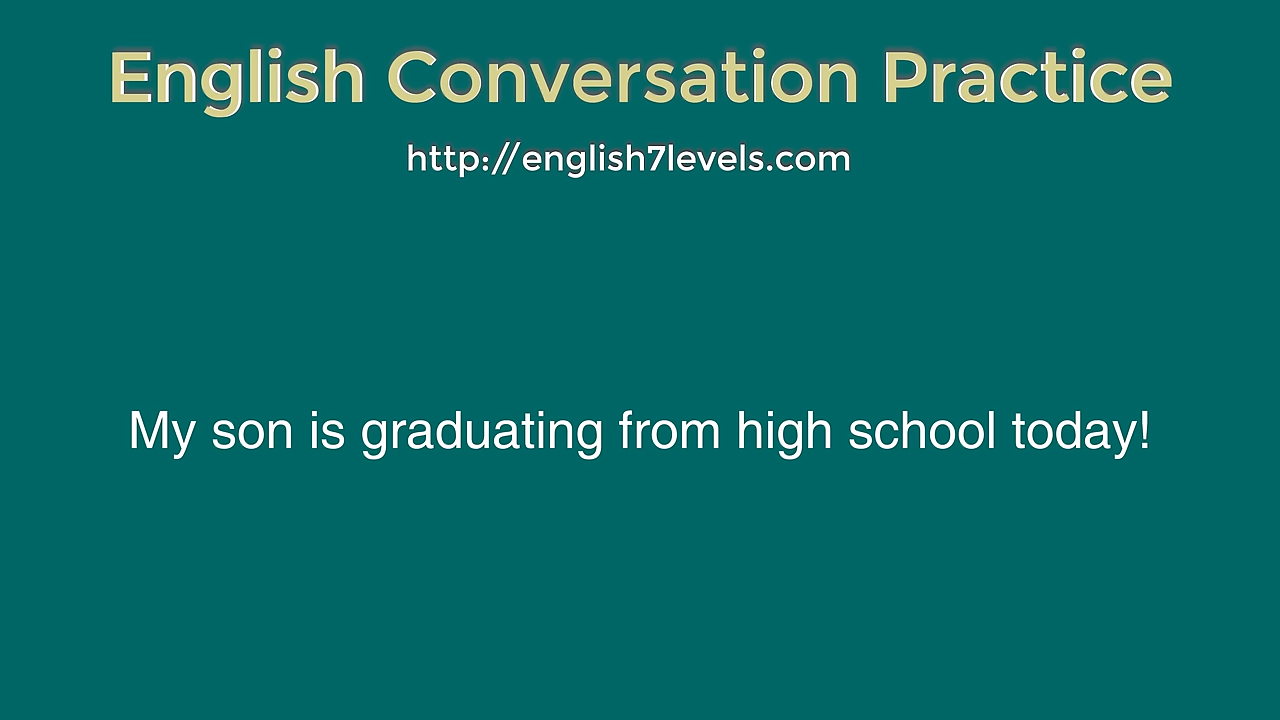 English Conversation Practice
http://english7levels.com
My son is graduating from high school today!